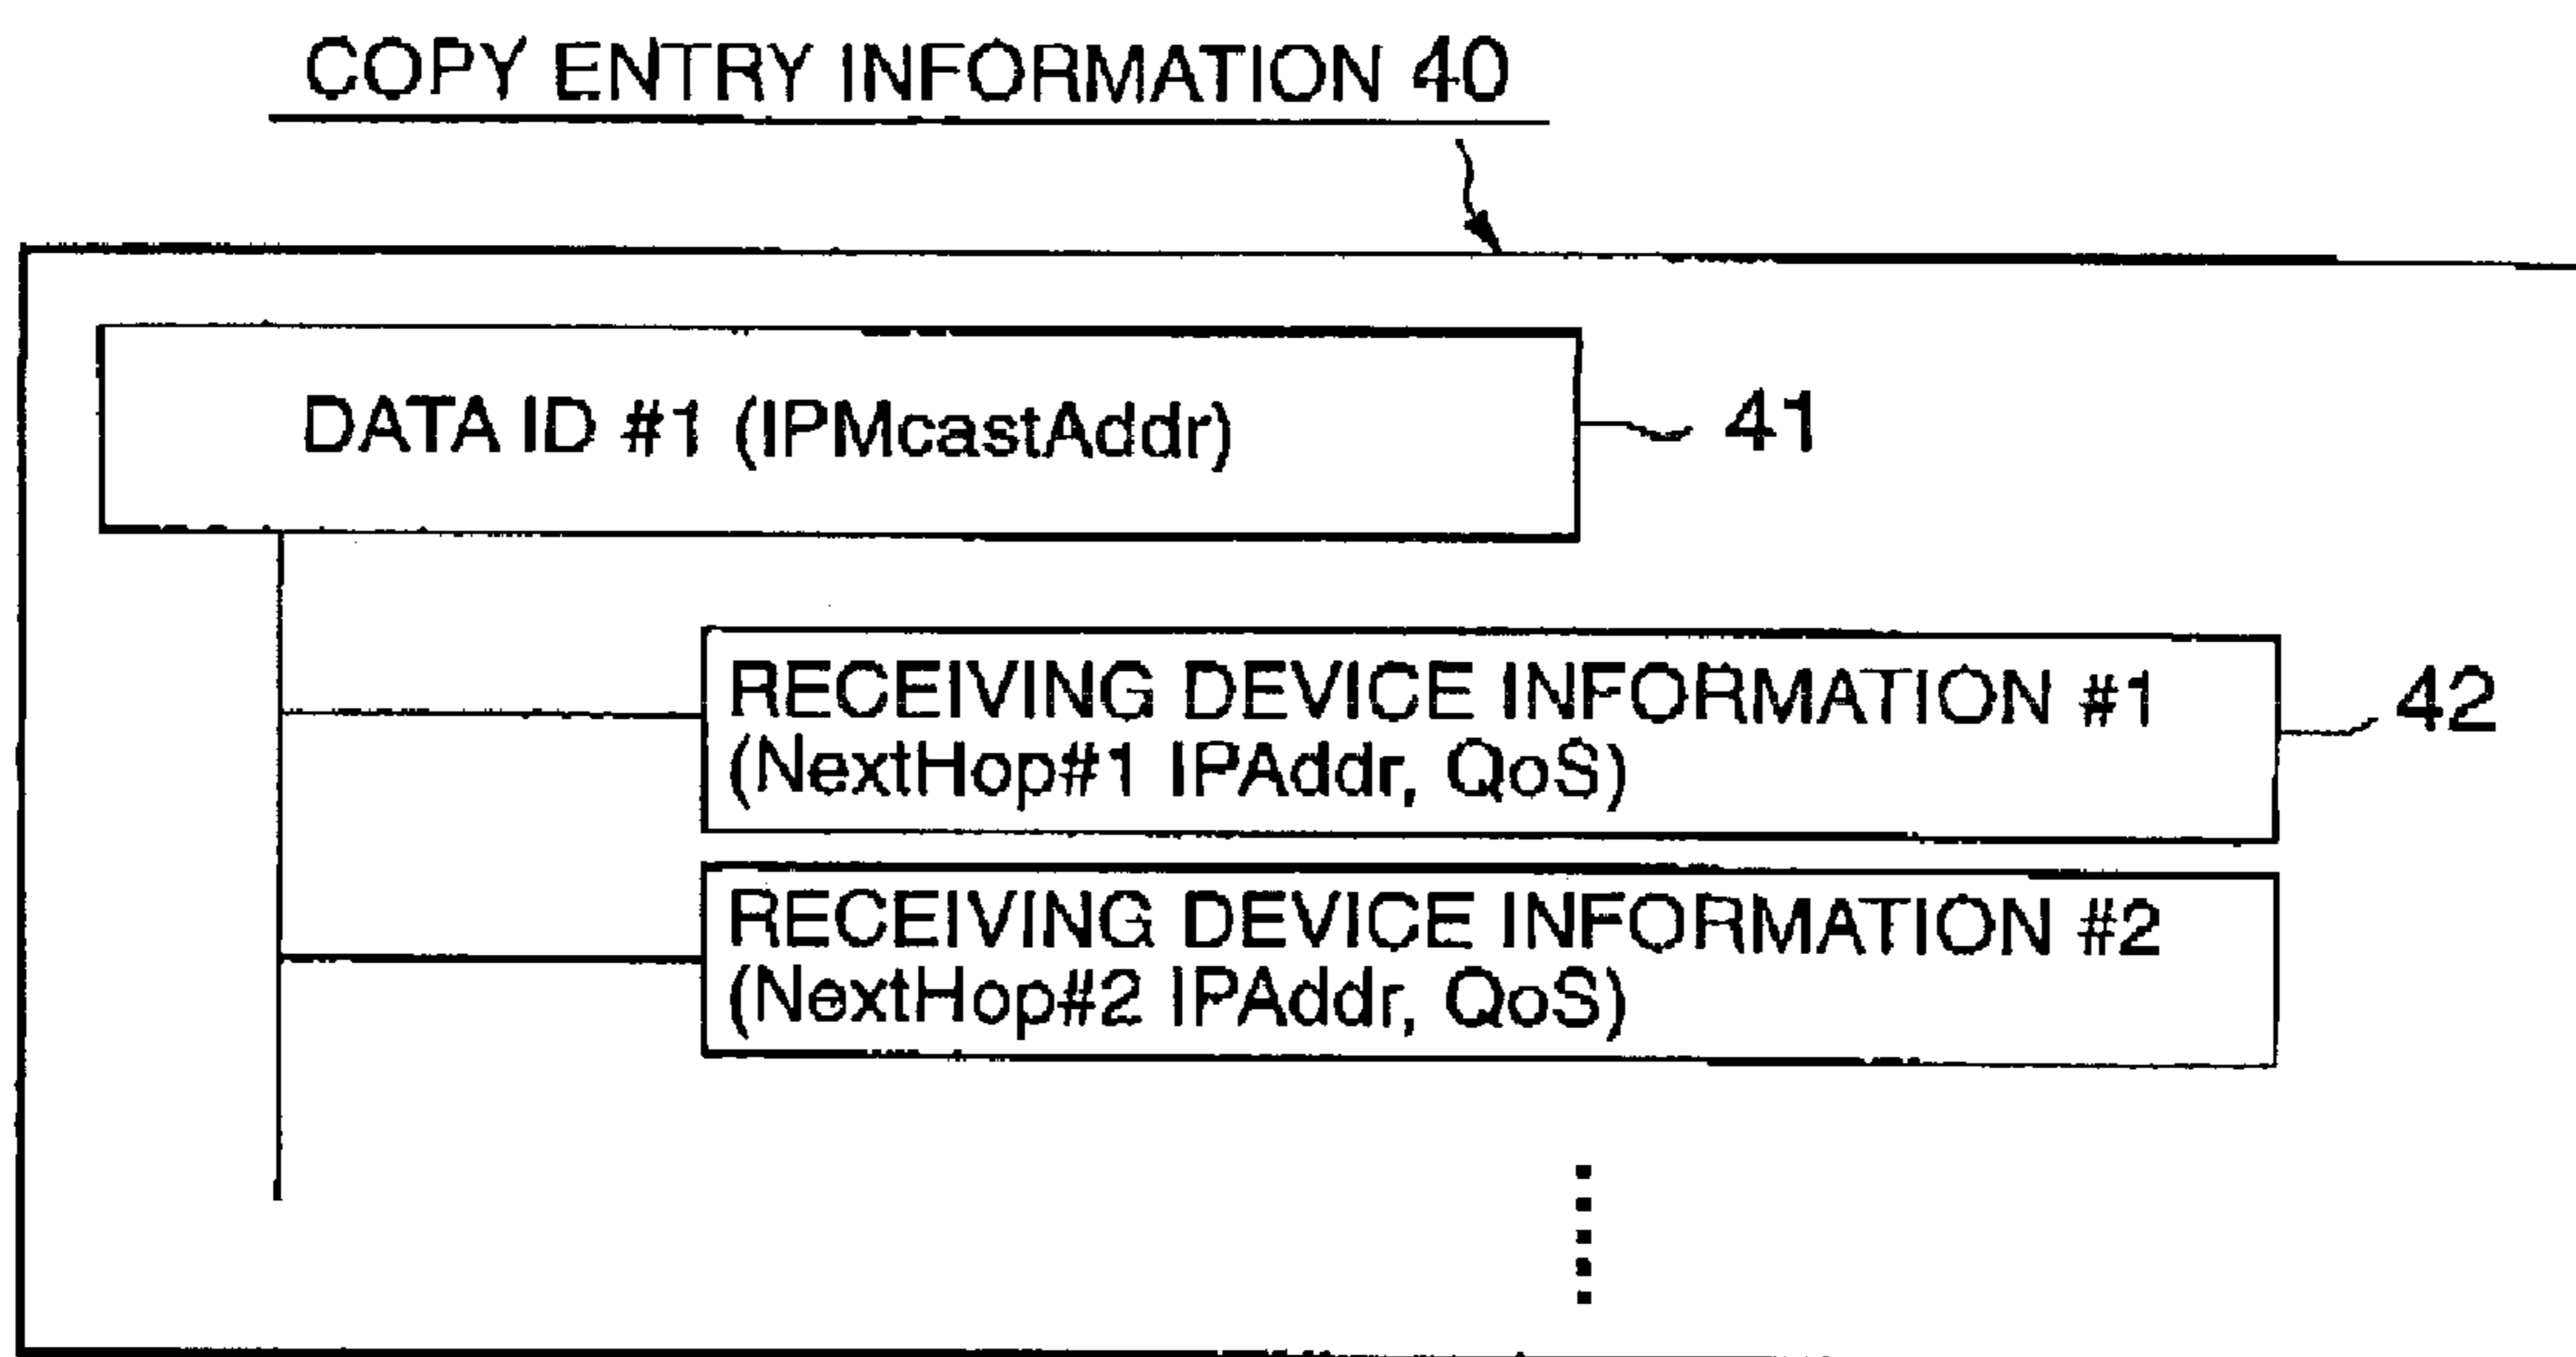 COPY ENTRY INFORMATION 40
DATA ID #1 (IPMcastAddr)
41
RECEIVING DEVICE INFORMATION #1
(NextHop#1 IPAddr, QoS)
42
RECEIVING DEVICE INFORMATION #2
(NextHop#2 IPAddr, QoS)